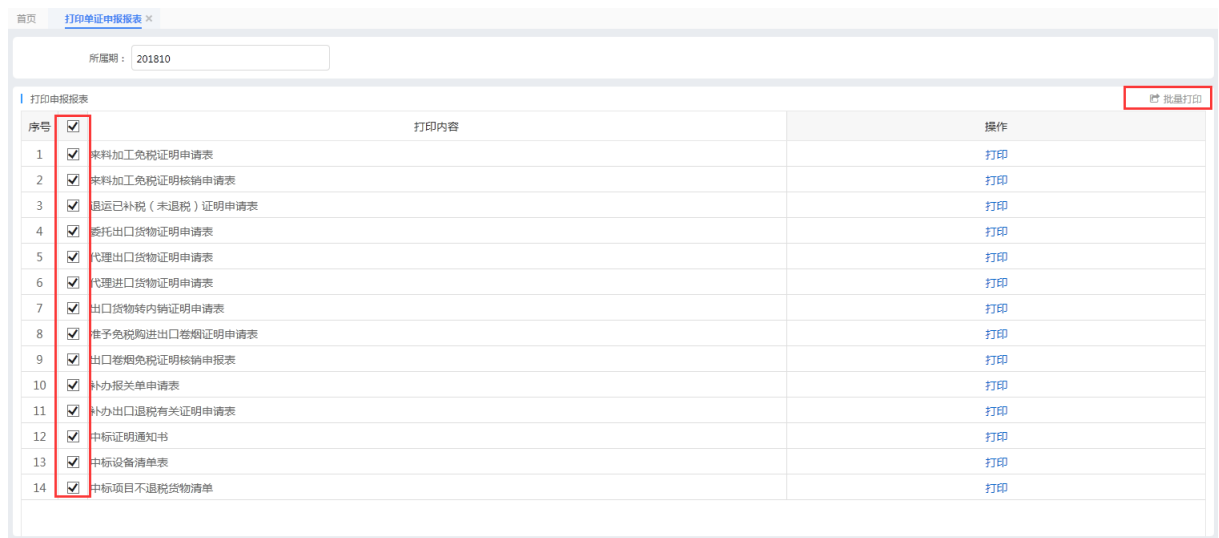 首页 打印单证申报报表 ×
所属期： 201810
打印申报报表 批量打印
序号 打印内容 操作
1 来料加工免税证明申请表 打印
2 来料加工免税证明核销申请表 打印
3 退运已补税（未退税）证明申请表 打印
4 委托出口货物证明申请表 打印
5 代理出口货物证明申请表 打印
6 代理进口货物证明申请表 打印
7 出口货物转内销证明申请表 打印
8 准予免税购进出口卷烟证明申请表 打印
9 出口卷烟免税证明核销申报表 打印
10 补办报关单申请表 打印
11 补办出口退税有关证明申请表 打印
12 中标证明通知书 打印
13 中标设备清单表 打印
14 中标项目不退税货物清单 打印